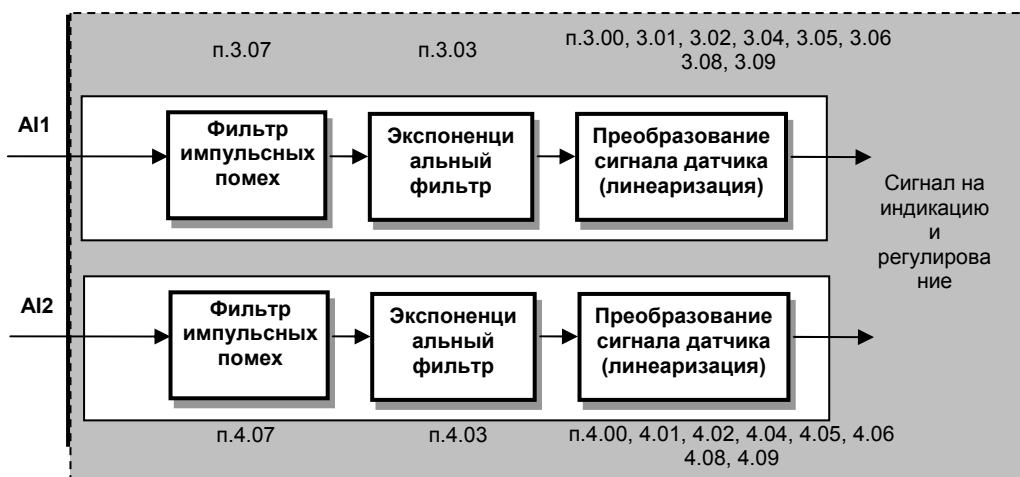 п.3.07
п.3.03
п.3.00, 3.01, 3.02, 3.04, 3.05, 3.06
3.08, 3.09
AI1
Фильтр
импульсных
помех
Экспоненци
альный
фильтр
Преобразование
сигнала датчика
(линеаризация)
Сигнал на
индикацию
и
регулирова
ние
AI2
Фильтр
импульсных
помех
Экспоненци
альный
фильтр
Преобразование
сигнала датчика
(линеаризация)
п.4.07
п.4.03
п.4.00, 4.01, 4.02, 4.04, 4.05, 4.06
4.08, 4.09